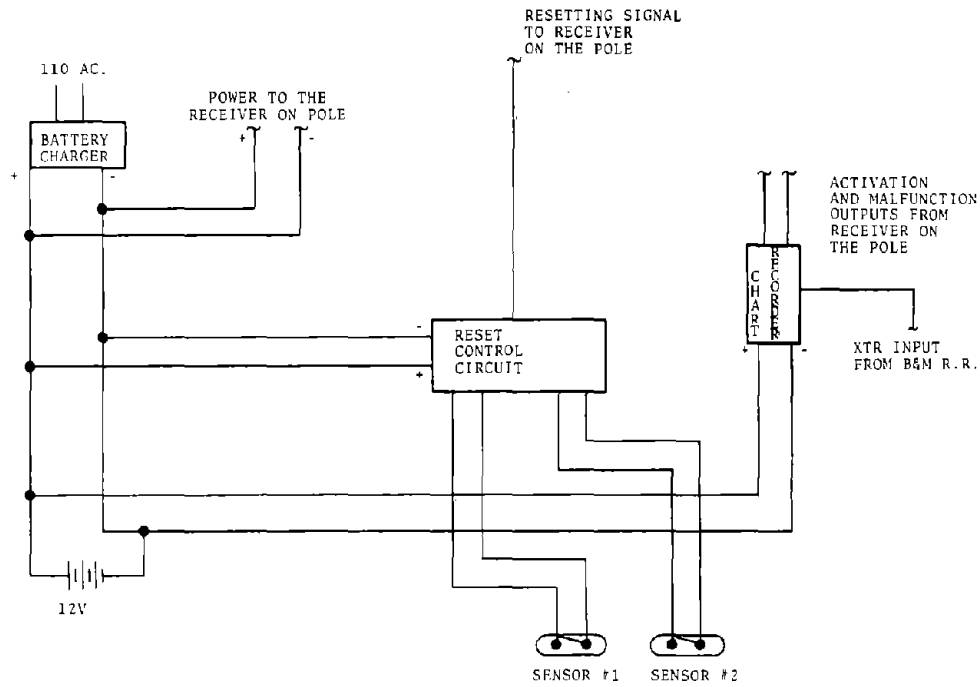 RESETTING SIGNAL
TO RECEIVER
ON THE POLE
110 AC.
POWER TO THE
RECEIVER ON POLE
+ -
BATTERY
CHARGER
+ -
ACTIVATION
AND MALFUNCTION
OUTPUTS FROM
RECEIVER ON
THE POLE
CHART
RECORDER
+ -
XTR INPUT
FROM B&M R.R.
-
+
RESET
CONTROL
CIRCUIT
12V
SENSOR #1
SENSOR #2